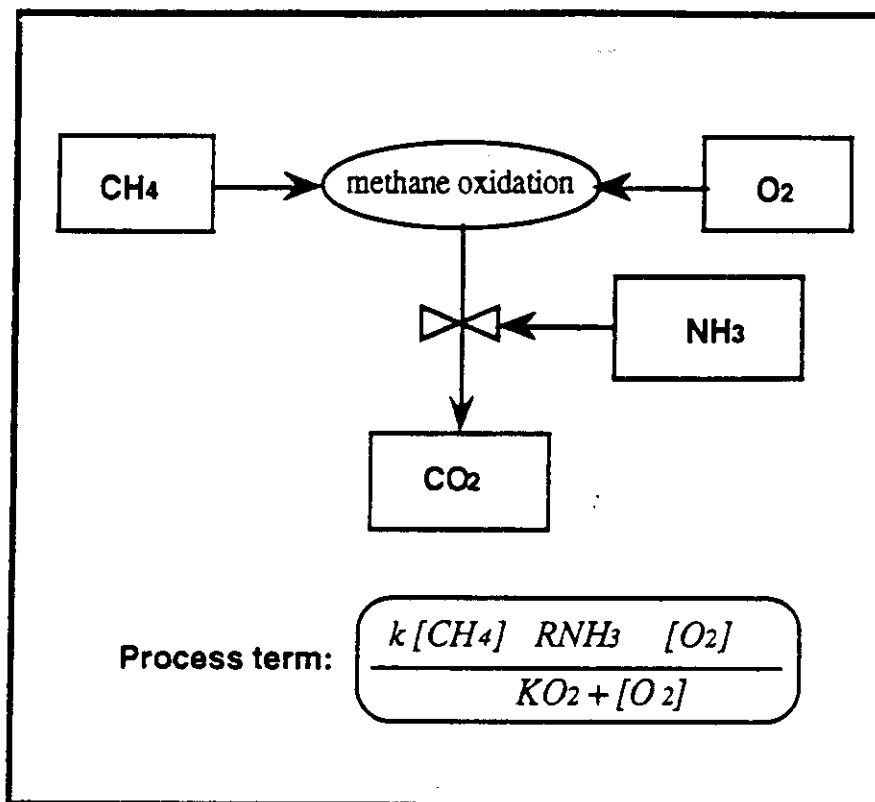 CH4
methane oxidation
O2
NH3
CO2
Process term:
k [CH4] RNH3 [O2]
KO2 + [O2]